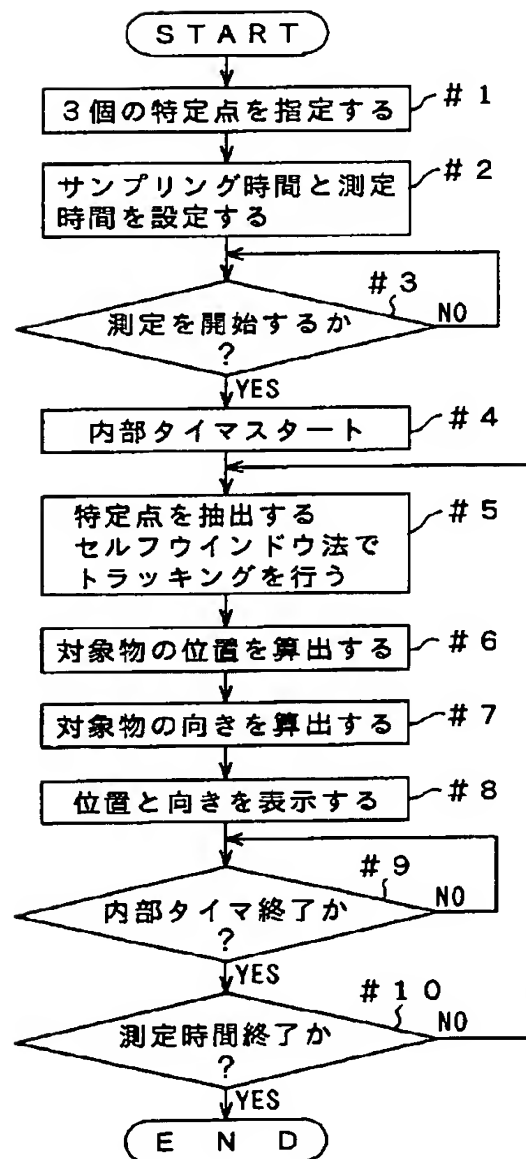 START
3個の特定点を指定する
#1
サンプリング時間と測定
時間を設定する
#2
#3
測定を開始するか
?
NO
YES
内部タイマスタート
#4
特定点を抽出する
セルフウインドウ法で
トラッキングを行う
#5
対象物の位置を算出する
#6
対象物の向きを算出する
#7
位置と向きを表示する
#8
#9
内部タイマ終了か
?
NO
YES
#10
測定時間終了か
?
NO
YES
END